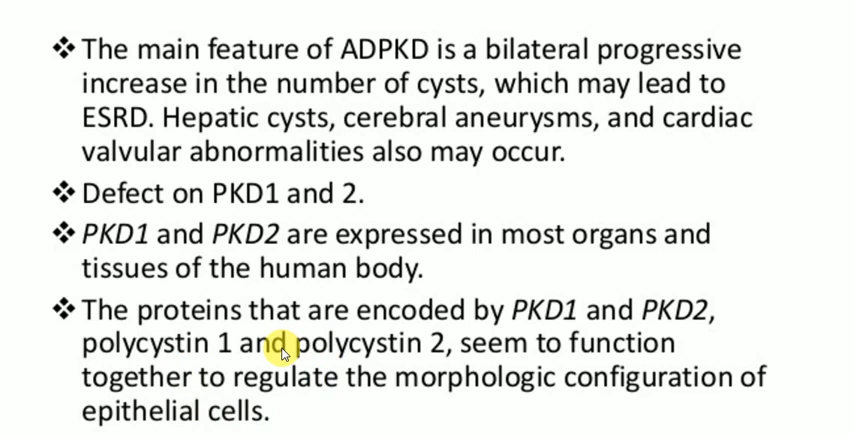 ❖ The main feature of ADPKD is a bilateral progressive
increase in the number of cysts, which may lead to
ESRD. Hepatic cysts, cerebral aneurysms, and cardiac
valvular abnormalities also may occur.
❖ Defect on PKD1 and 2.
❖ PKD1 and PKD2 are expressed in most organs and
tissues of the human body.
❖ The proteins that are encoded by PKD1 and PKD2,
polycystin 1 and polycystin 2, seem to function
together to regulate the morphologic configuration of
epithelial cells.